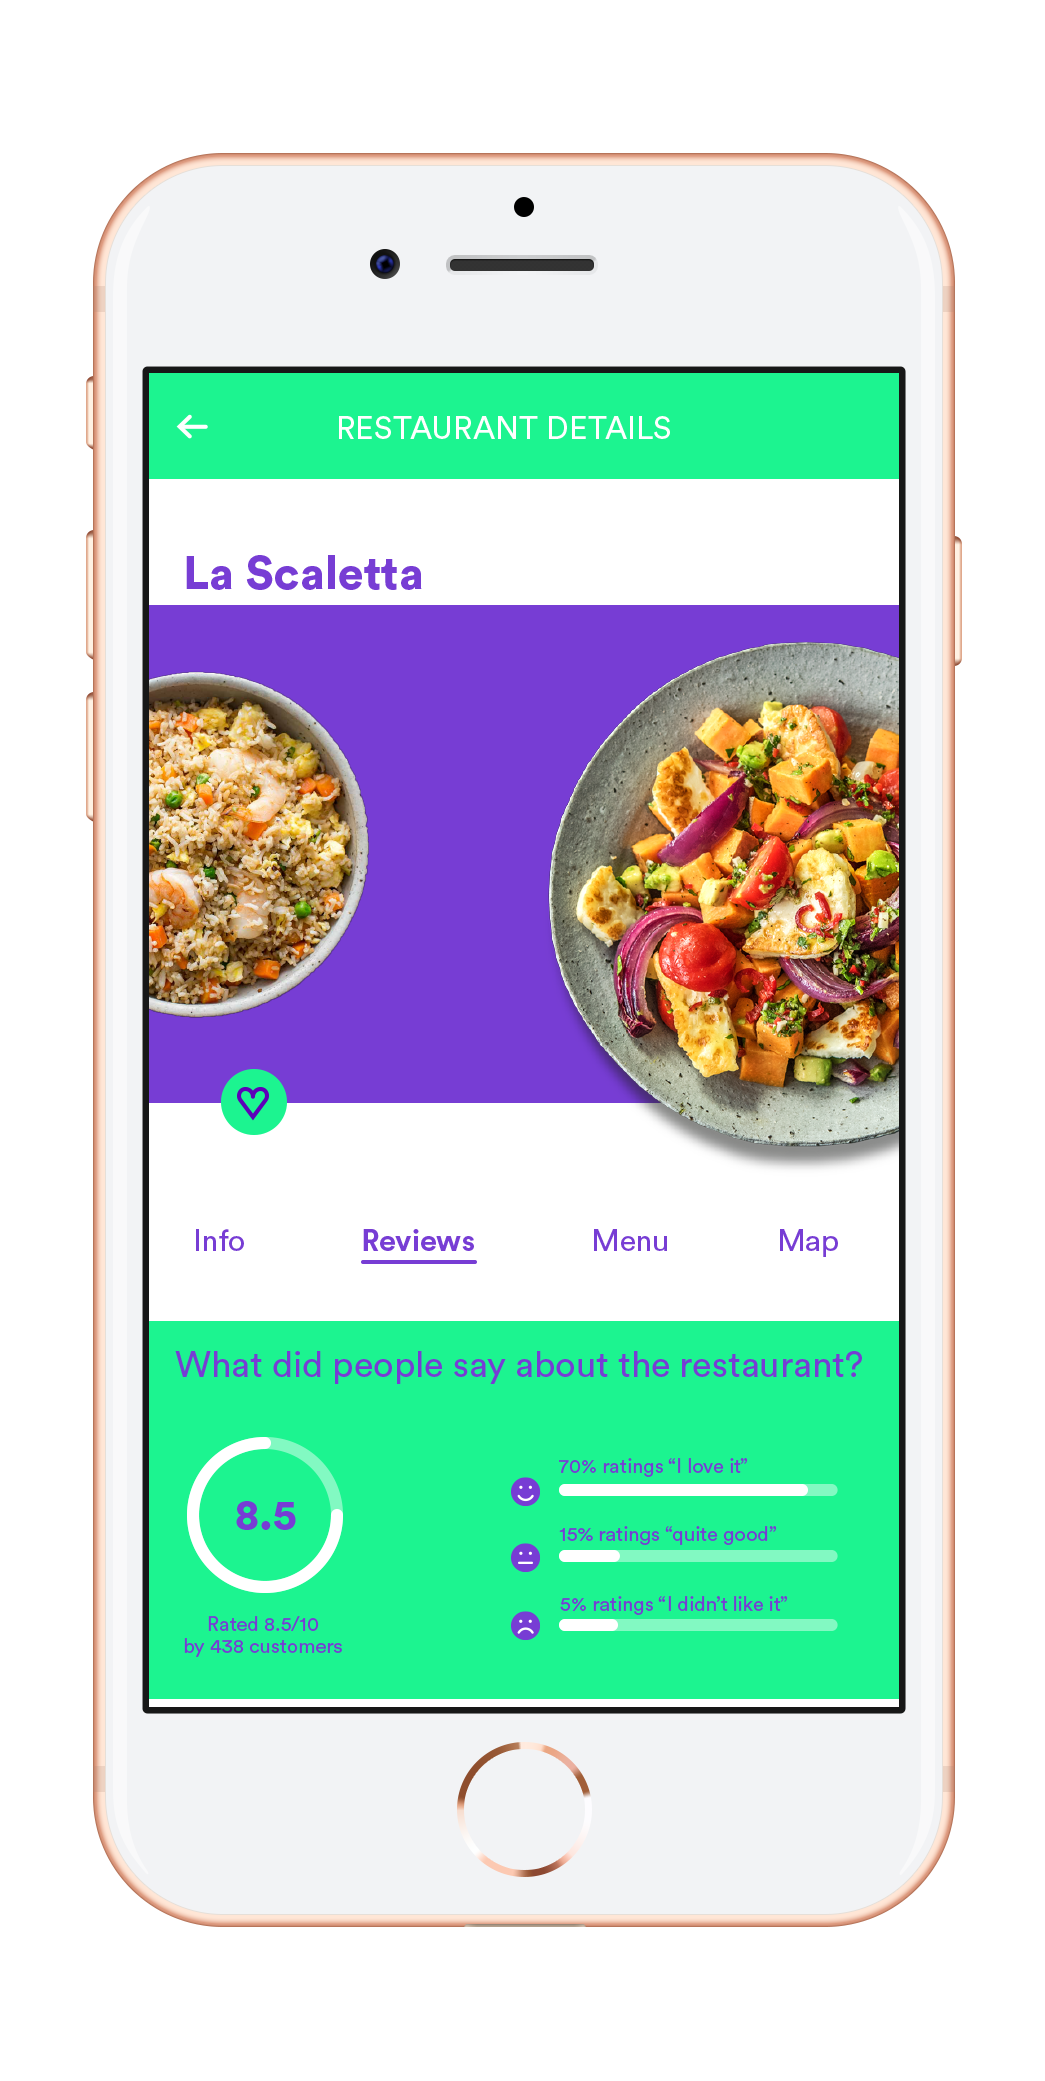 RESTAURANT DETAILS
La Scaletta
Info Reviews Menu Map
What did people say about the restaurant?
8.5
Rated 8.5/10
by 438 customers
70% ratings “I love it”
15% ratings “quite good”
5% ratings “I didn’t like it”